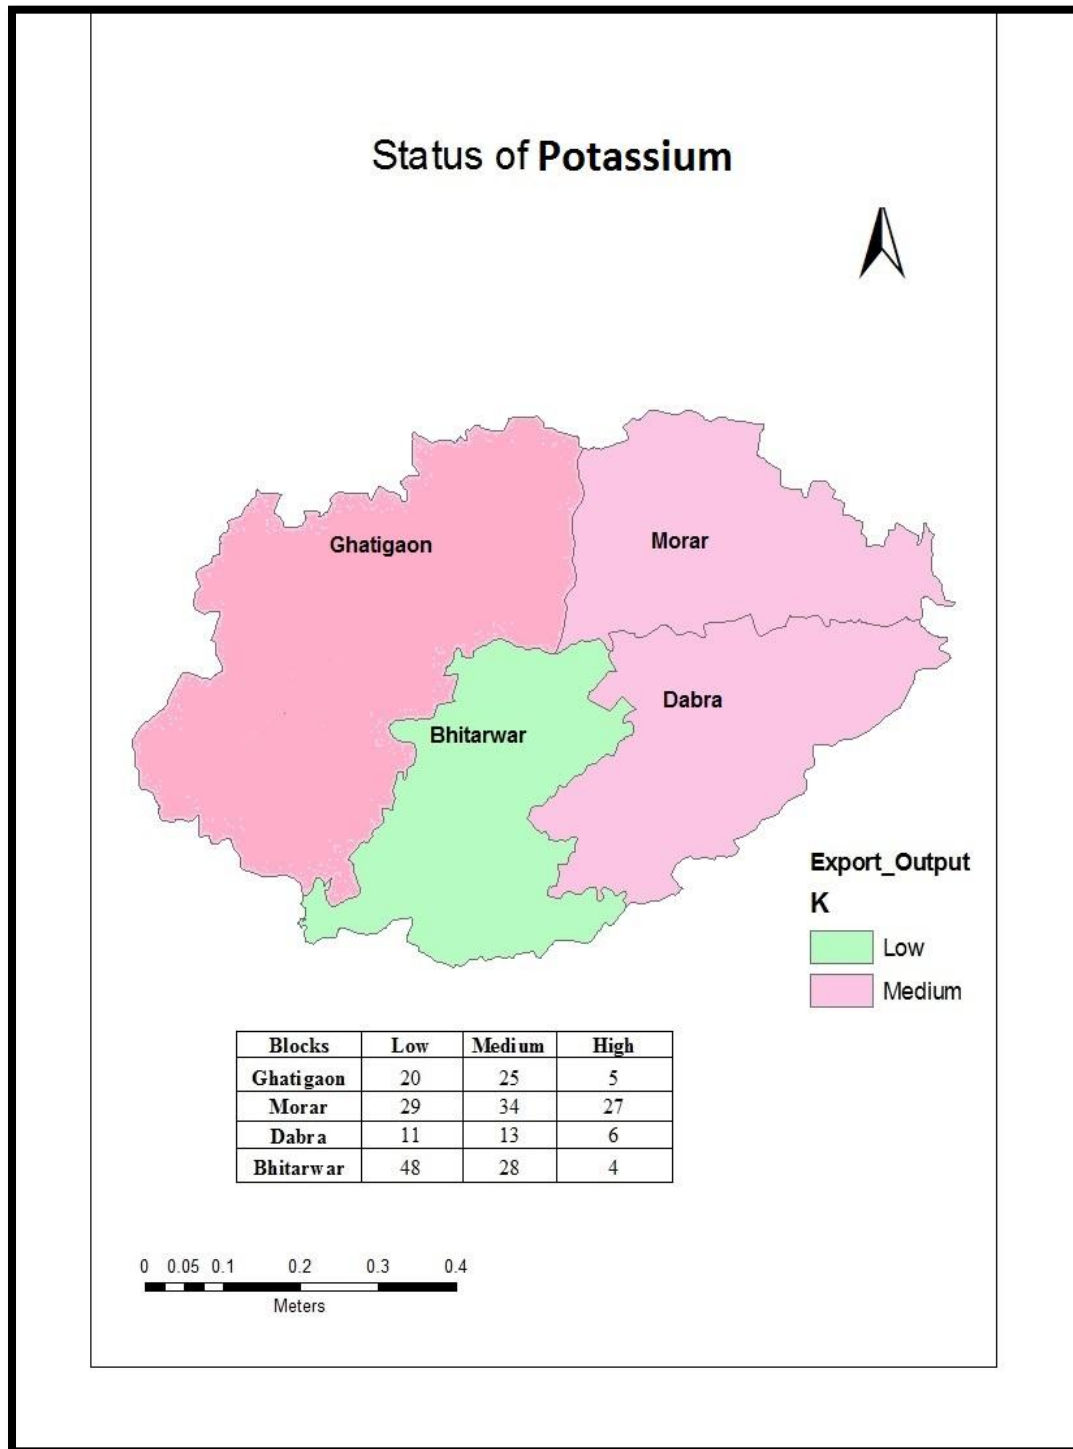 Status of Potassium
Ghatigaon
Morar
Dabra
Bhitarwar
Export_Output
K
Low
Medium
Blocks Low Medium High
Ghatigaon 20 25 5
Morar 29 34 27
Dabra 11 13 6
Bhitarwar 48 28 4
0 0.05 0.1 0.2 0.3 0.4
Meters